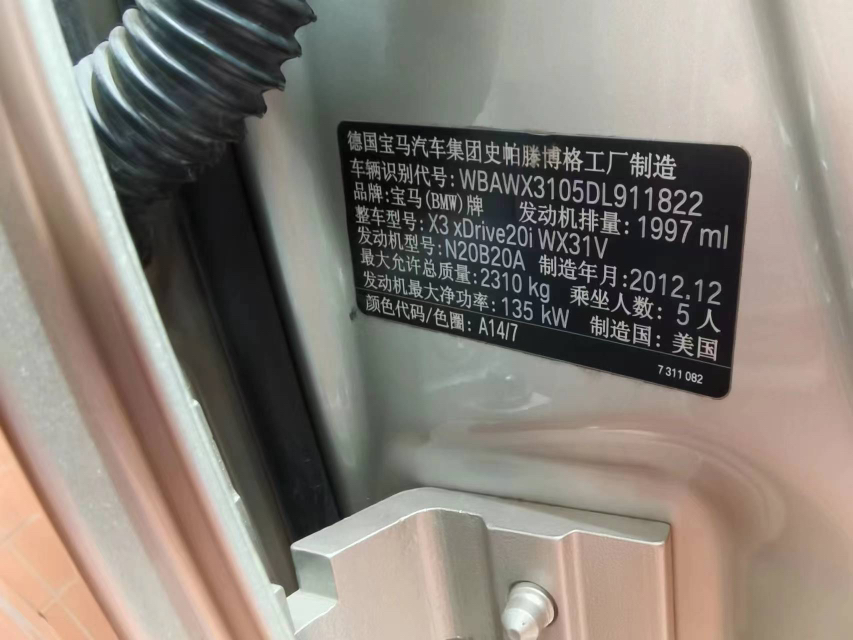 德国宝马汽车集团史帕滕博格工厂制造
车辆识别代号: WBAWX3105DL911822
品牌: 宝马(BMW)牌 发动机排量: 1997 ml
整车型号: X3 xDrive20i WX31V
发动机型号: N20B20A 制造年月:2012.12
最大允许总质量: 2310 kg 乘坐人数: 5 人
发动机最大净功率: 135 kW 制造国: 美国
颜色代码/色圈: A14/7
7 311 082